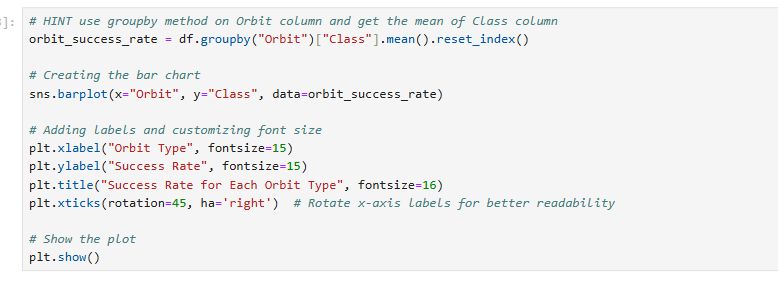 ]:
# HINT use groupby method on Orbit column and get the mean of Class column
orbit_success_rate = df.groupby("Orbit")["Class"].mean().reset_index()
# Creating the bar chart
sns.barplot(x="Orbit", y="Class", data=orbit_success_rate)
# Adding labels and customizing font size
plt.xlabel("Orbit Type", fontsize=15)
plt.ylabel("Success Rate", fontsize=15)
plt.title("Success Rate for Each Orbit Type", fontsize=16)
plt.xticks(rotation=45, ha='right')  # Rotate x-axis labels for better readability
# Show the plot
plt.show()